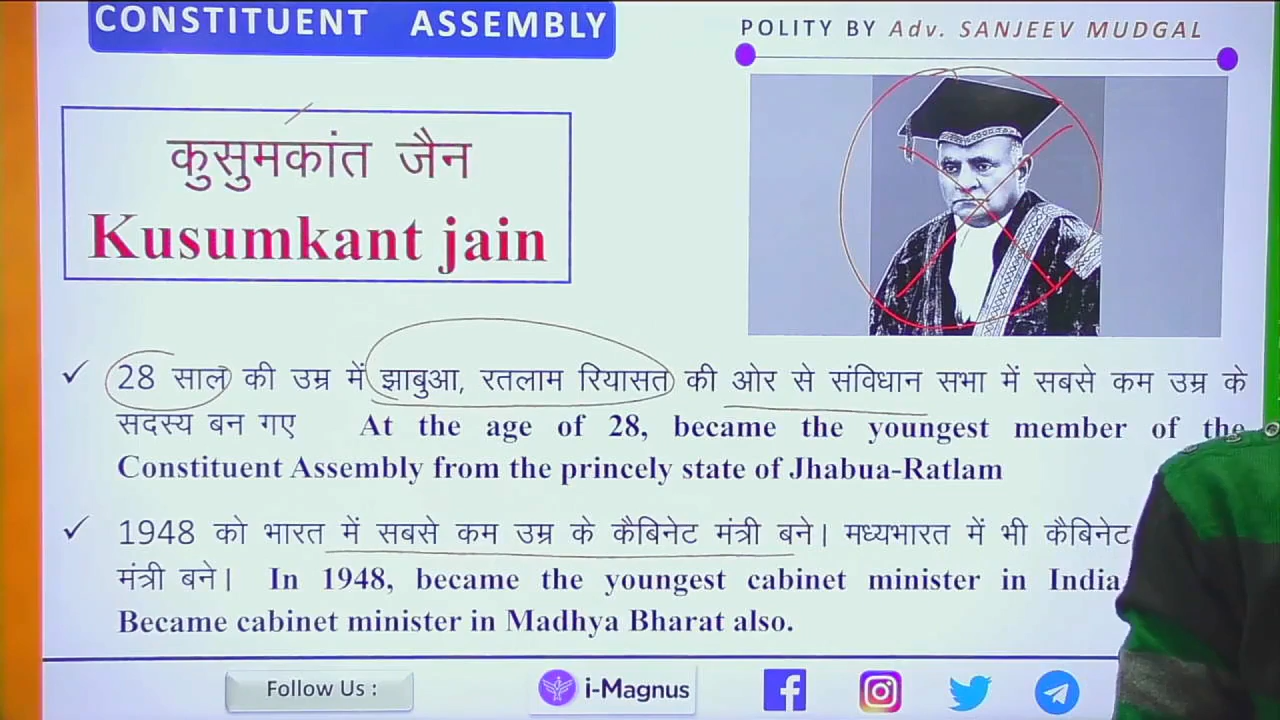 CONSTITUENT ASSEMBLY
POLITY BY Adv. SANJEEV MUDGAL
कुसुमकांत जैन
Kusumkant jain
28 साल की उम्र में झाबुआ, रतलाम रियासत की ओर से संविधान सभा में सबसे कम उम्र के
सदस्य बन गए At the age of 28, became the youngest member of the
Constituent Assembly from the princely state of Jhabua-Ratlam
1948 को भारत में सबसे कम उम्र के कैबिनेट मंत्री बने। मध्यभारत में भी कैबिनेट
मंत्री बने। In 1948, became the youngest cabinet minister in India.
Became cabinet minister in Madhya Bharat also.
Follow Us :
i-Magnus